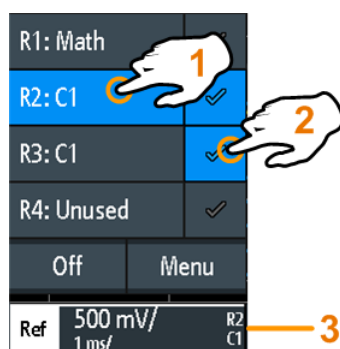 R1: Math
1
R2: C1
2
R3: C1
R4: Unused
Off Menu
Ref 500 mV/ R2
1 ms/ C1
3